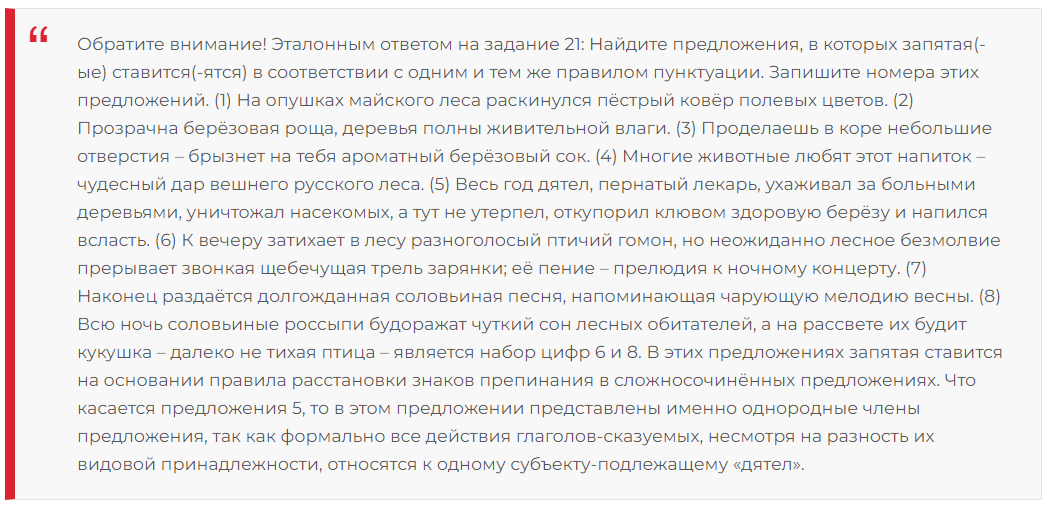 “
Обратите внимание! Эталонным ответом на задание 21: Найдите предложения, в которых запятая(-
ые) ставится(-ятся) в соответствии с одним и тем же правилом пунктуации. Запишите номера этих
предложений. (1) На опушках майского леса раскинулся пёстрый ковёр полевых цветов. (2)
Прозрачна берёзовая роща, деревья полны живительной влаги. (3) Проделаешь в коре небольшие
отверстия – брызнет на тебя ароматный берёзовый сок. (4) Многие животные любят этот напиток –
чудесный дар вешнего русского леса. (5) Весь год дятел, пернатый лекарь, ухаживал за больными
деревьями, уничтожал насекомых, а тут не утерпел, откупорил клювом здоровую берёзу и напился
всласть. (6) К вечеру затихает в лесу разноголосый птичий гомон, но неожиданно лесное безмолвие
прерывает звонкая щебечущая трель зарянки; её пение – прелюдия к ночному концерту. (7)
Наконец раздаётся долгожданная соловьиная песня, напоминающая чарующую мелодию весны. (8)
Всю ночь соловьиные россыпи будоражат чуткий сон лесных обитателей, а на рассвете их будит
кукушка – далеко не тихая птица – является набор цифр 6 и 8. В этих предложениях запятая ставится
на основании правила расстановки знаков препинания в сложносочинённых предложениях. Что
касается предложения 5, то в этом предложении представлены именно однородные члены
предложения, так как формально все действия глаголов-сказуемых, несмотря на разность их
видовой принадлежности, относятся к одному субъекту-подлежащему «дятел».